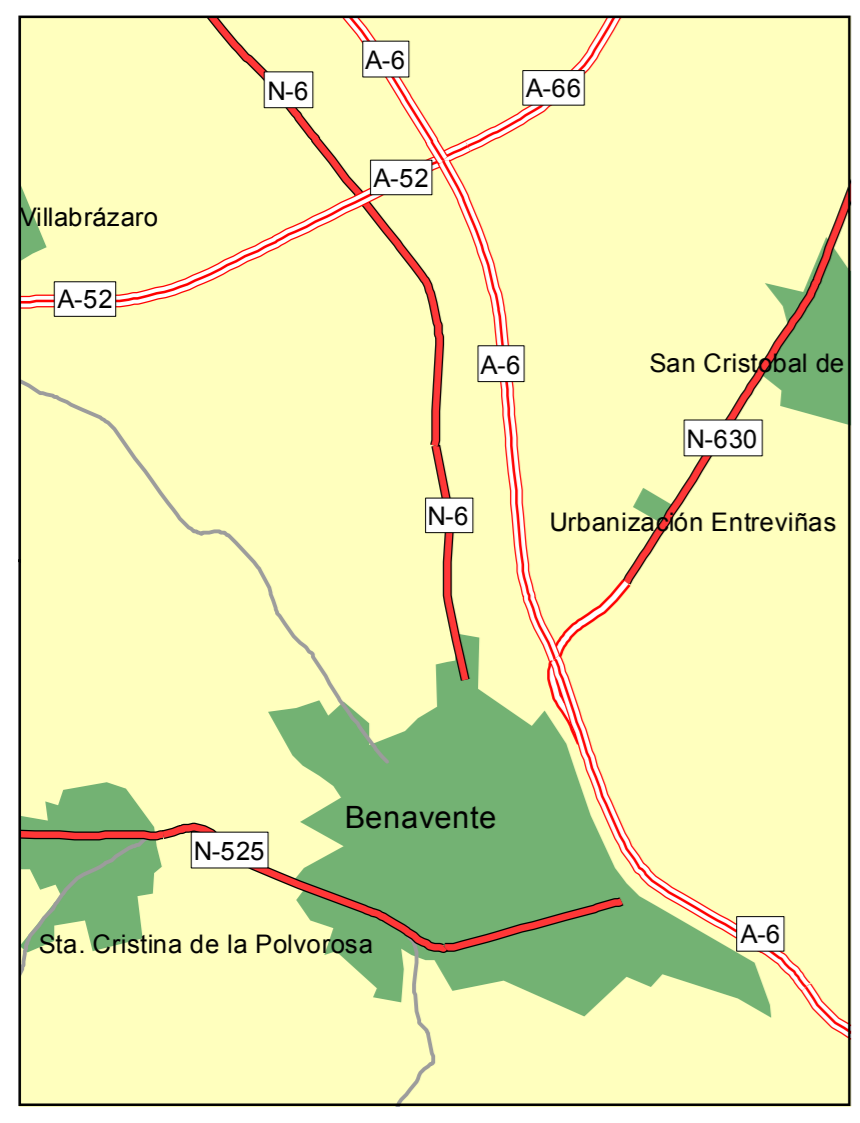 A-6
N-6
A-66
A-52
Villabrázaro
A-52
A-6
San Cristobal de
N-630
N-6
Urbanización Entreviñas
Benavente
N-525
A-6
Sta. Cristina de la Polvorosa